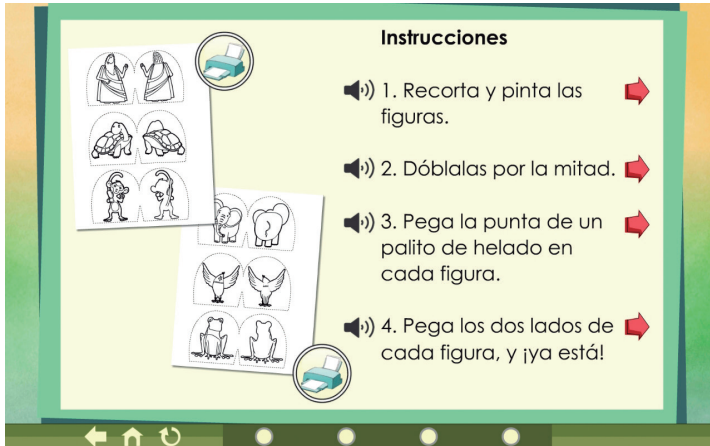 Instrucciones
1. Recorta y pinta las
figuras.
2. Dóblalas por la mitad.
3. Pega la punta de un
palito de helado en
cada figura.
4. Pega los dos lados de
cada figura, y ¡ya está!